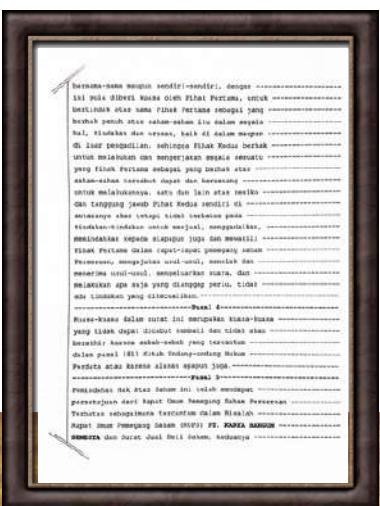 bersama-sama maupun sendiri-sendiri, dengan ---------------------
ini pula diberi kuasa oleh Pihak Pertama, untuk -----------------
bertindak atas nama Pihak Pertama sebagai yang ------------------
berhak penuh atas saham-saham itu dalam segala ------------------
hal, tindakan dan urusan, baik di dalam maupun ------------------
di luar pengadilan, sehingga Pihak Kedua berhak -----------------
untuk melakukan dan mengerjakan segala sesuatu ------------------
yang Pihak Pertama sebagai yang berhak atas ---------------------
saham-saham tersebut dapat dan berwenang ------------------------
untuk melakukannya, satu dan lain atas resiko -------------------
dan tanggung jawab Pihak Kedua sendiri di -----------------------
antaranya akan tetapi tidak terbatas pada -----------------------
tindakan-tindakan untuk menjual, menggadaikan, ------------------
memindahkan kepada siapapun juga dan mewakili -------------------
Pihak Pertama dalam rapat-rapat pemegang saham ------------------
Perseroan, mengajukan usul-usul, menolak dan --------------------
menerima usul-usul, mengeluarkan suara, dan ---------------------
melakukan apa saja yang dianggap perlu, tidak -------------------
ada tindakan yang dikecualikan. ---------------------------------
------------------------------Pasal 4----------------------------
Kuasa-kuasa dalam surat ini merupakan kuasa-kuasa ---------------
yang tidak dapat dicabut kembali dan tidak akan -----------------
berakhir karena sebab-sebab yang tercantum ----------------------
dalam pasal 1813 Kitab Undang-undang Hukum ----------------------
Perdata atau karena alasan apapun juga. -------------------------
------------------------------Pasal 5----------------------------
Pemindahan Hak Atas Saham ini telah mendapat --------------------
persetujuan dari Rapat Umum Pemegang Saham Perseroan ------------
Terbatas sebagaimana tercantum dalam Risalah --------------------
Rapat Umum Pemegang Saham (RUPS) PT. KARYA BANGUN ---------------
SEMESTA dan Surat Jual Beli Saham, keduanya ---------------------